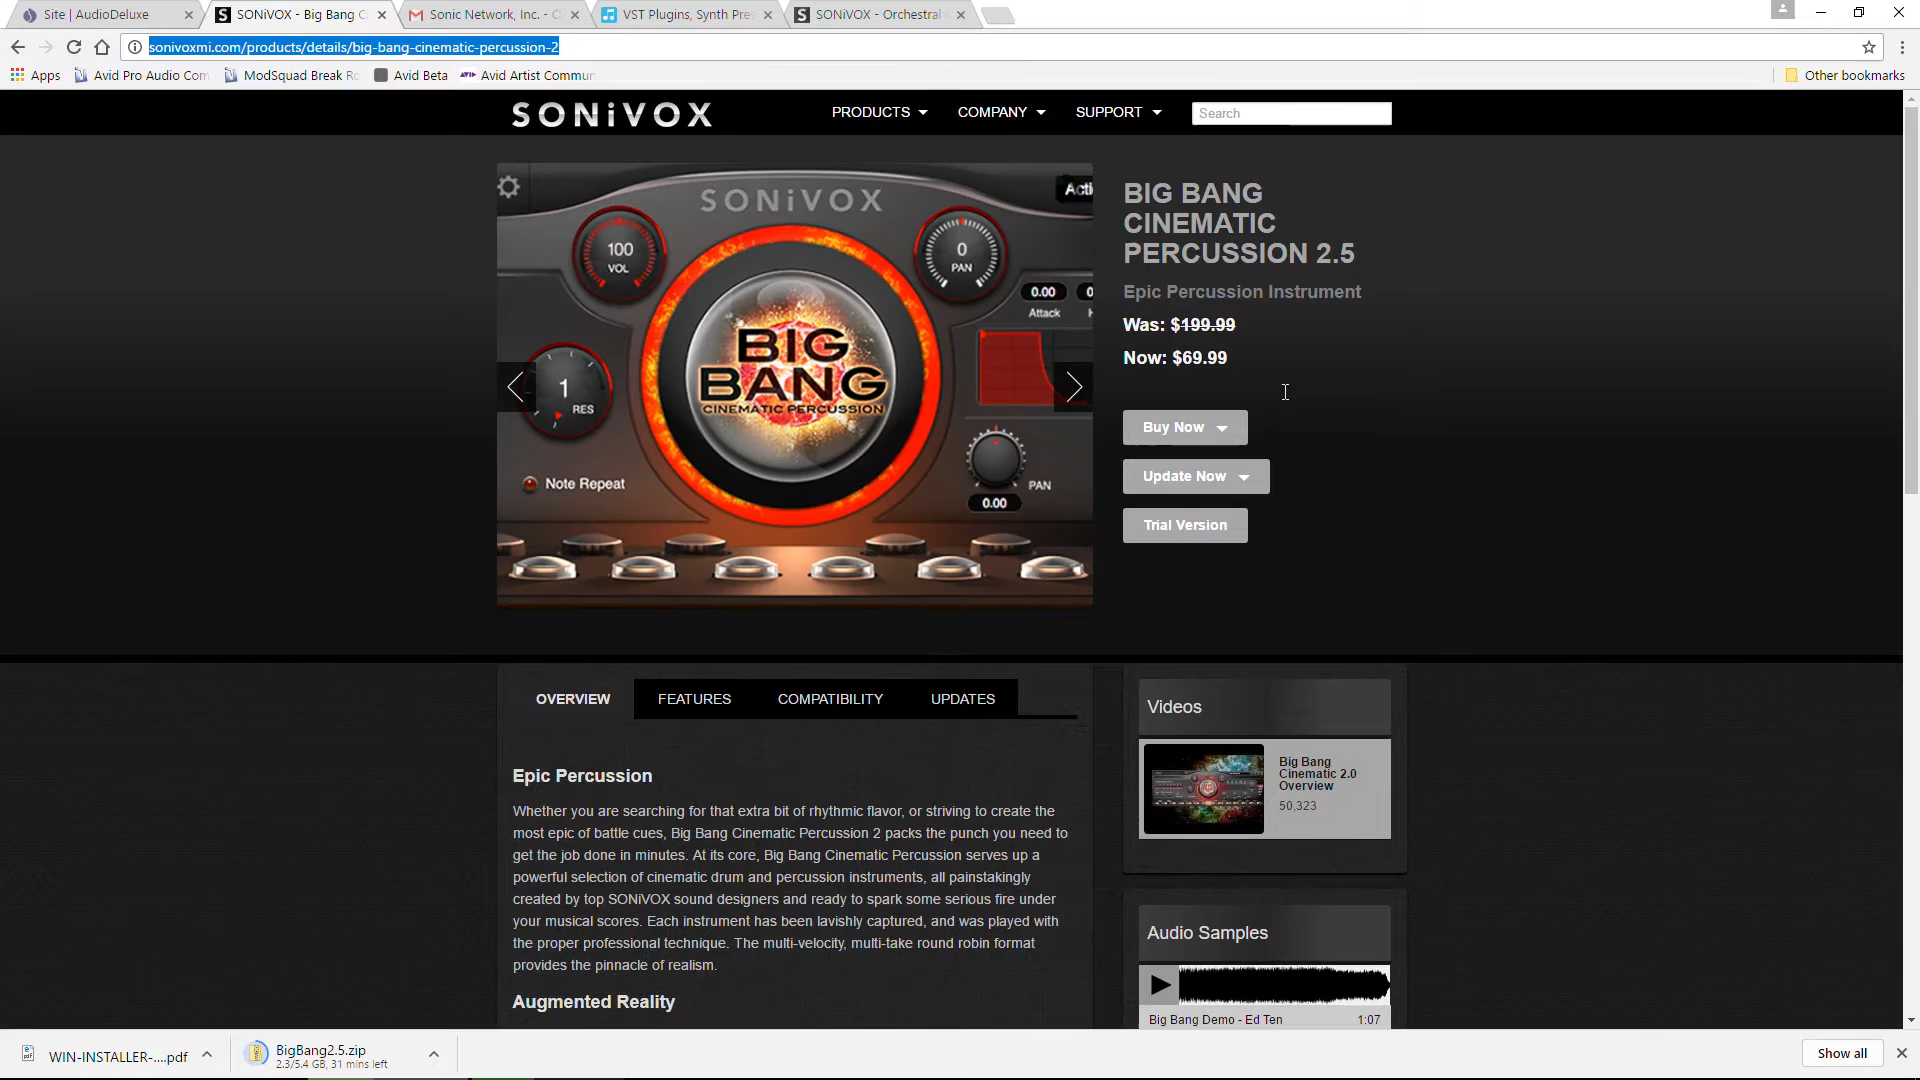 Site | AudioDeluxe
SONiVOX - Big Bang C
Sonic Network, Inc. - C
VST Plugins, Synth Pre
SONiVOX - Orchestral
sonivoxmi.com/products/details/big-bang-cinematic-percussion-2
Apps
Avid Pro Audio Com
ModSquad Break Ro
Avid Beta
Avid Artist Commun
Other bookmarks
SONiVOX
PRODUCTS
COMPANY
SUPPORT
Search
SONiVOX
Acti
100
VOL
0
PAN
0.00
0
Attack
H
BIG
BANG
CINEMATIC PERCUSSION
1
RES
Note Repeat
PAN
0.00
BIG BANG
CINEMATIC
PERCUSSION 2.5
Epic Percussion Instrument
Was: $199.99
Now: $69.99
Buy Now
Update Now
Trial Version
OVERVIEW
FEATURES
COMPATIBILITY
UPDATES
Epic Percussion
Whether you are searching for that extra bit of rhythmic flavor, or striving to create the
most epic of battle cues, Big Bang Cinematic Percussion 2 packs the punch you need to
get the job done in minutes. At its core, Big Bang Cinematic Percussion serves up a
powerful selection of cinematic drum and percussion instruments, all painstakingly
created by top SONiVOX sound designers and ready to spark some serious fire under
your musical scores. Each instrument has been lavishly captured, and was played with
the proper professional technique. The multi-velocity, multi-take round robin format
provides the pinnacle of realism.
Augmented Reality
Videos
Big Bang
Cinematic 2.0
Overview
50,323
Audio Samples
Big Bang Demo - Ed Ten
1:07
WIN-INSTALLER-....pdf
BigBang2.5.zip
2.3/5.4 GB, 31 mins left
Show all